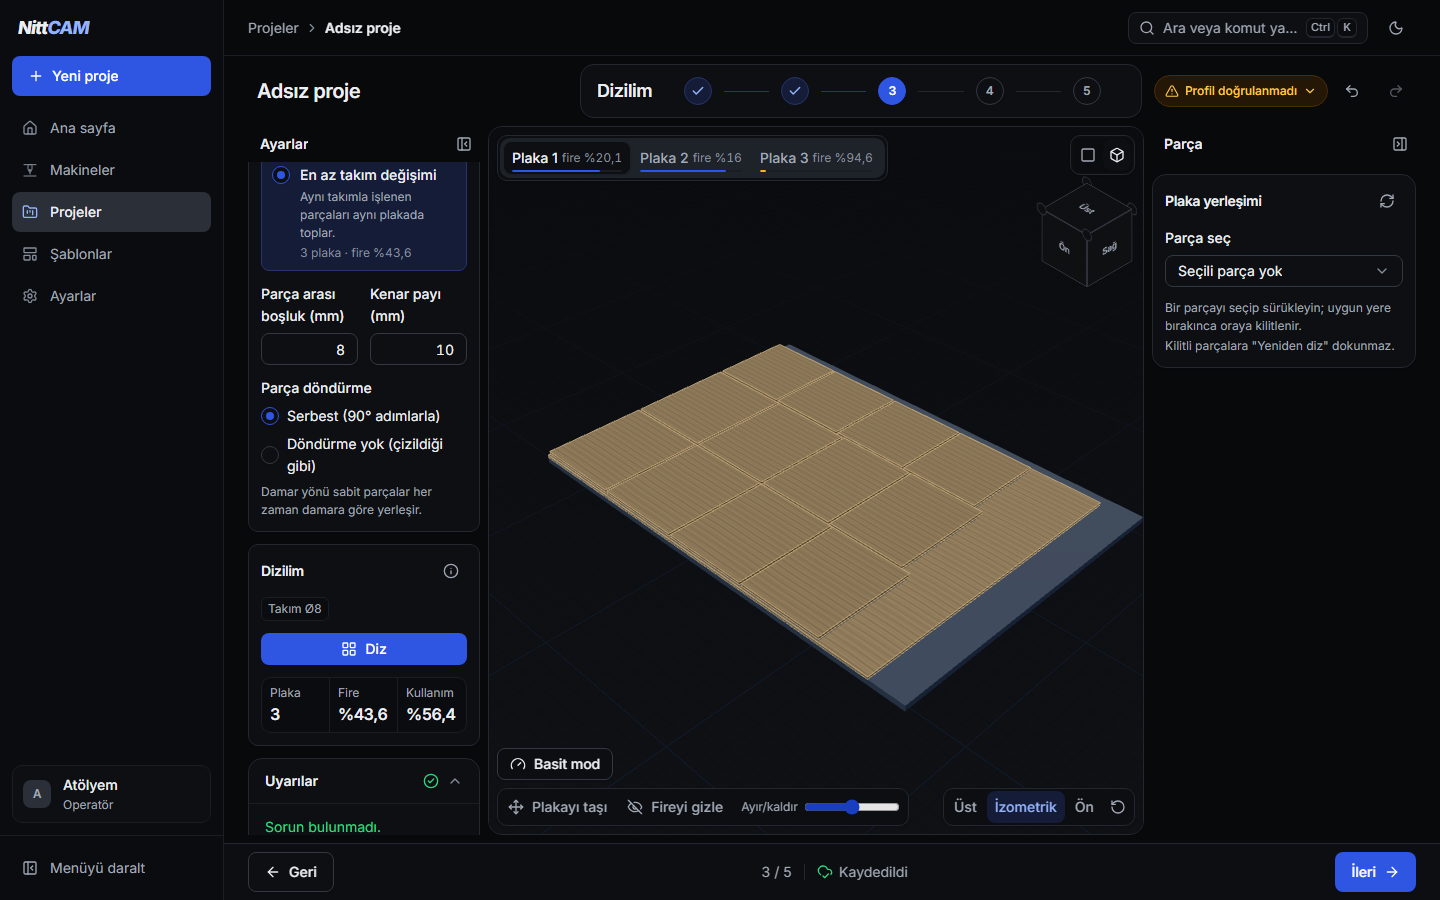 NittCAM
Yeni proje
Ana sayfa
Makineler
Projeler
Şablonlar
Ayarlar
A
Atölyem
Operatör
Menüyü daralt
Projeler
Adsız proje
Ara veya komut ya...
Ctrl
K
Adsız proje
Dizilim
3
4
5
Profil doğrulanmadı
Ayarlar
En az takım değişimi
Aynı takımla işlenen
parçaları aynı plakada
toplar.
3 plaka · fire %43,6
Parça arası
boşluk (mm)
Kenar payı
(mm)
8
10
Parça döndürme
Serbest (90° adımlarla)
Döndürme yok (çizildiği
gibi)
Damar yönü sabit parçalar her
zaman damara göre yerleşir.
Dizilim
Takım Ø8
Diz
Plaka
3
Fire
%43,6
Kullanım
%56,4
Uyarılar
Sorun bulunmadı.
Plaka 1 fire %20,1
Plaka 2 fire %16
Plaka 3 fire %94,6
Üst
Ön
Sağ
Basit mod
Plakayı taşı
Fireyi gizle
Ayır/kaldır
Üst
İzometrik
Ön
Parça
Plaka yerleşimi
Parça seç
Seçili parça yok
Bir parçayı seçip sürükleyin; uygun yere
bırakınca oraya kilitlenir.
Kilitli parçalara "Yeniden diz" dokunmaz.
Geri
3 / 5
Kaydedildi
İleri